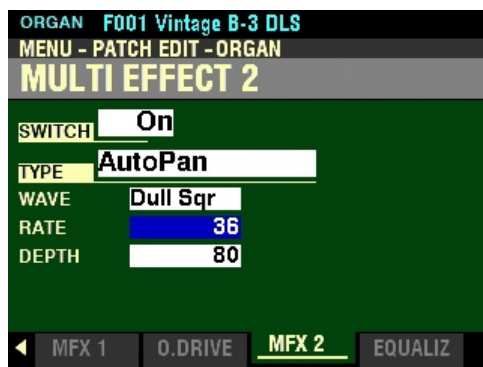 ORGAN F001 Vintage B-3 DLS
MENU - PATCH EDIT - ORGAN
MULTI EFFECT 2
SWITCH On
TYPE AutoPan
WAVE Dull Sqr
RATE 36
DEPTH 80
MFX 1 O.DRIVE MFX 2 EQUALIZ